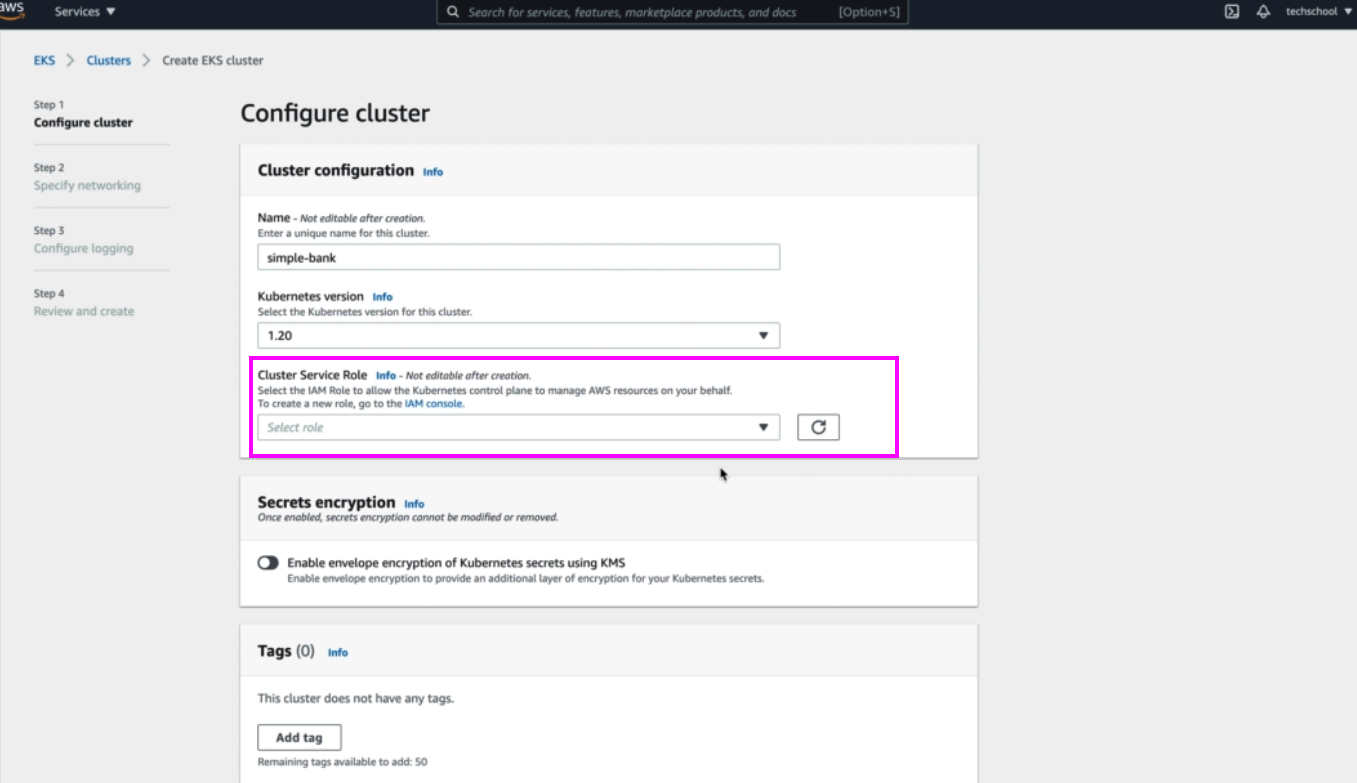 aws
Services ▼
Search for services, features, marketplace products, and docs [Option+S]
techschool ▼
EKS > Clusters > Create EKS cluster
Step 1
Configure cluster
Step 2
Specify networking
Step 3
Configure logging
Step 4
Review and create
Configure cluster
Cluster configuration Info
Name - Not editable after creation.
Enter a unique name for this cluster.
simple-bank
Kubernetes version Info
Select the Kubernetes version for this cluster.
1.20
Cluster Service Role Info - Not editable after creation.
Select the IAM Role to allow the Kubernetes control plane to manage AWS resources on your behalf.
To create a new role, go to the IAM console.
Select role
Secrets encryption Info
Once enabled, secrets encryption cannot be modified or removed.
Enable envelope encryption of Kubernetes secrets using KMS
Enable envelope encryption to provide an additional layer of encryption for your Kubernetes secrets.
Tags (0) Info
This cluster does not have any tags.
Add tag
Remaining tags available to add: 50